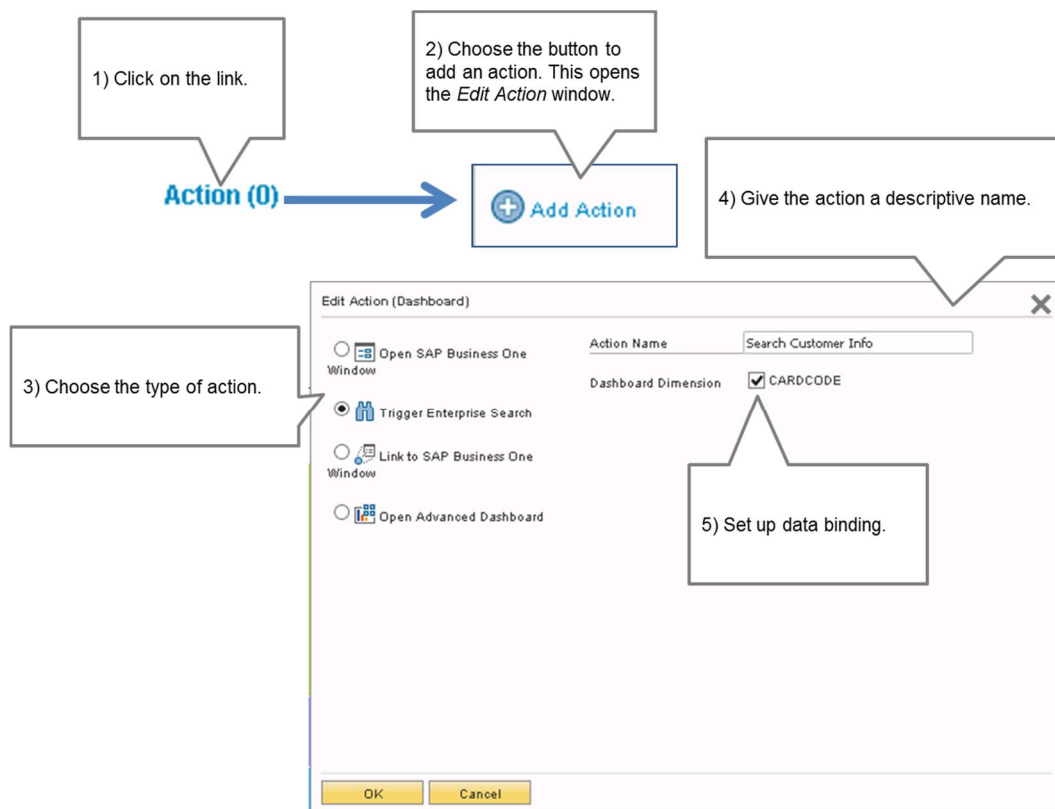 1) Click on the link.
2) Choose the button to
add an action. This opens
the Edit Action window.
Action (0)
Add Action
4) Give the action a descriptive name.
Edit Action (Dashboard)
3) Choose the type of action.
Open SAP Business One
Window
Trigger Enterprise Search
Link to SAP Business One
Window
Open Advanced Dashboard
Action Name
Search Customer Info
Dashboard Dimension
CARDCODE
5) Set up data binding.
OK
Cancel